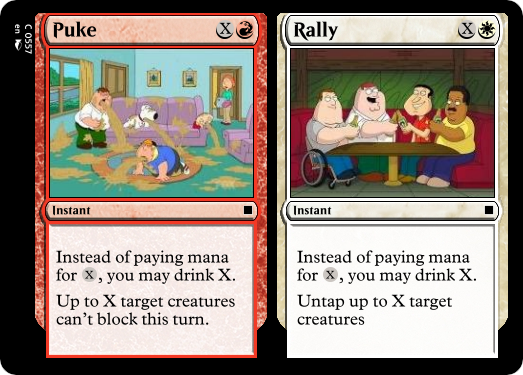 C 0557
en
Puke X
Instant
Instead of paying mana
for X, you may drink X.
Up to X target creatures
can't block this turn.
Rally X
Instant
Instead of paying mana
for X, you may drink X.
Untap up to X target
creatures